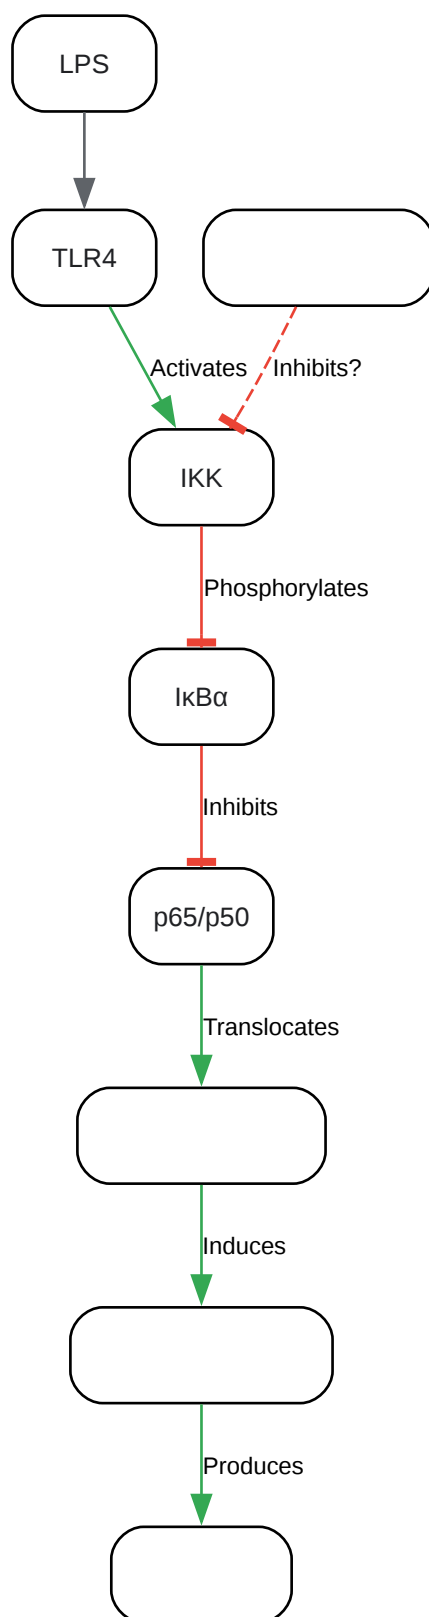 LPS
TLR4
Activates
Inhibits?
IKK
Phosphorylates
IκBα
Inhibits
p65/p50
Translocates
Induces
Produces